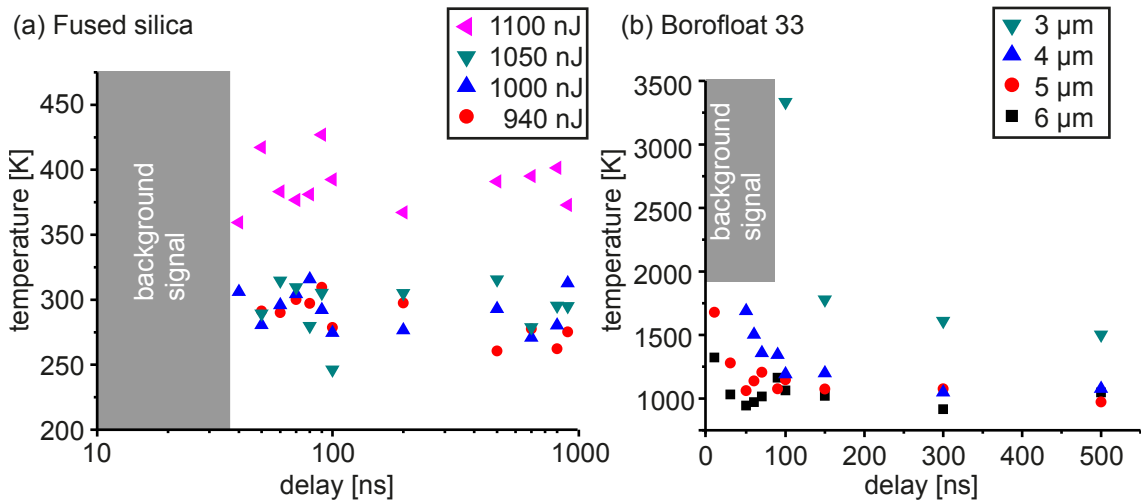 (a) Fused silica
1100 nJ
1050 nJ
1000 nJ
940 nJ
temperature [K]
450
400
350
300
250
200
background
signal
10
100
1000
delay [ns]
(b) Borofloat 33
3 µm
4 µm
5 µm
6 µm
temperature [K]
3500
3000
2500
2000
1500
1000
background
signal
0
100
200
300
400
500
delay [ns]